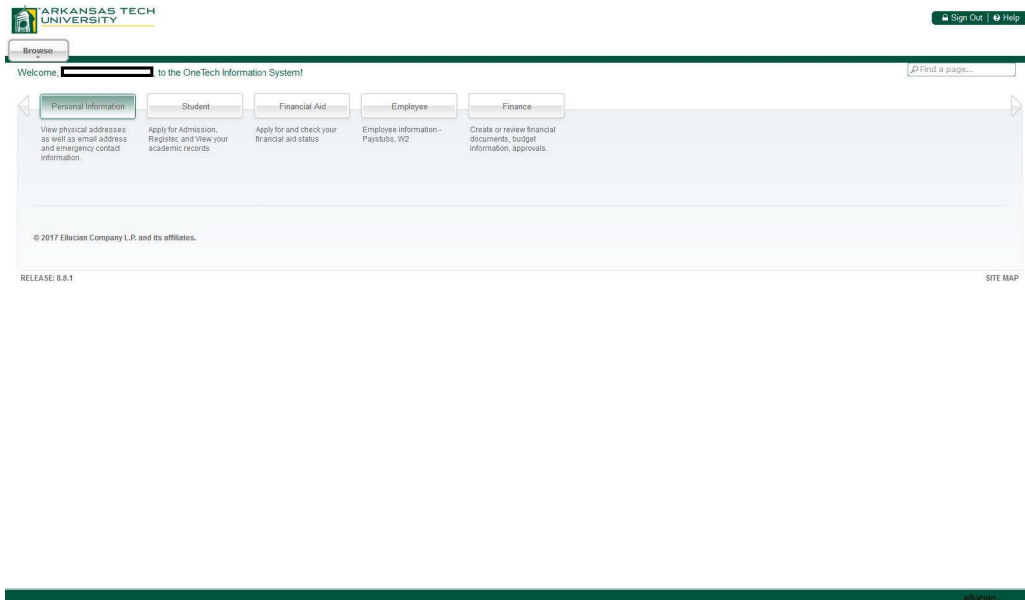 ARKANSAS TECH
UNIVERSITY
Sign Out | Help
Browse
Welcome, , to the OneTech Information System!
Find a page...
Personal Information
Student
Financial Aid
Employee
Finance
View physical addresses
as well as email address
and emergency contact
information.
Apply for Admission,
Register, and View your
academic records
Apply for and check your
financial aid status
Employee information -
Paystubs, W2
Create or review financial
documents, budget
information, approvals.
© 2017 Ellucian Company L.P. and its affiliates.
RELEASE: 8.8.1
SITE MAP
ellucian